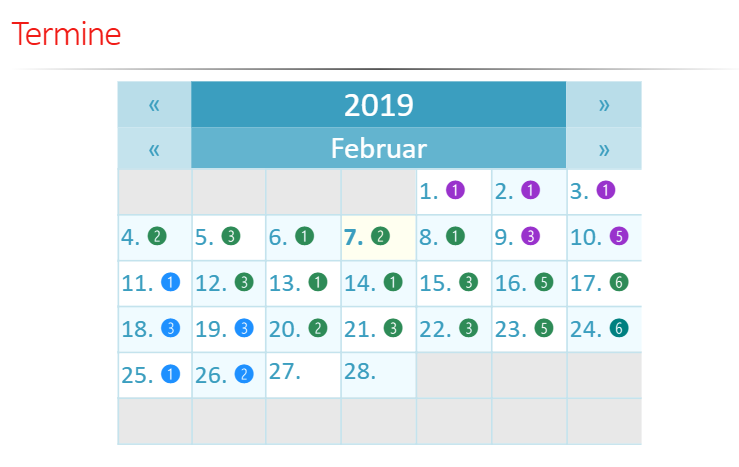 Termine
« 2019 »
« Februar »
1. 1 2. 1 3. 1
4. 2 5. 3 6. 1 7. 2 8. 1 9. 3 10. 5
11. 1 12. 3 13. 1 14. 1 15. 3 16. 5 17. 6
18. 3 19. 3 20. 2 21. 3 22. 3 23. 5 24. 6
25. 1 26. 2 27. 28.